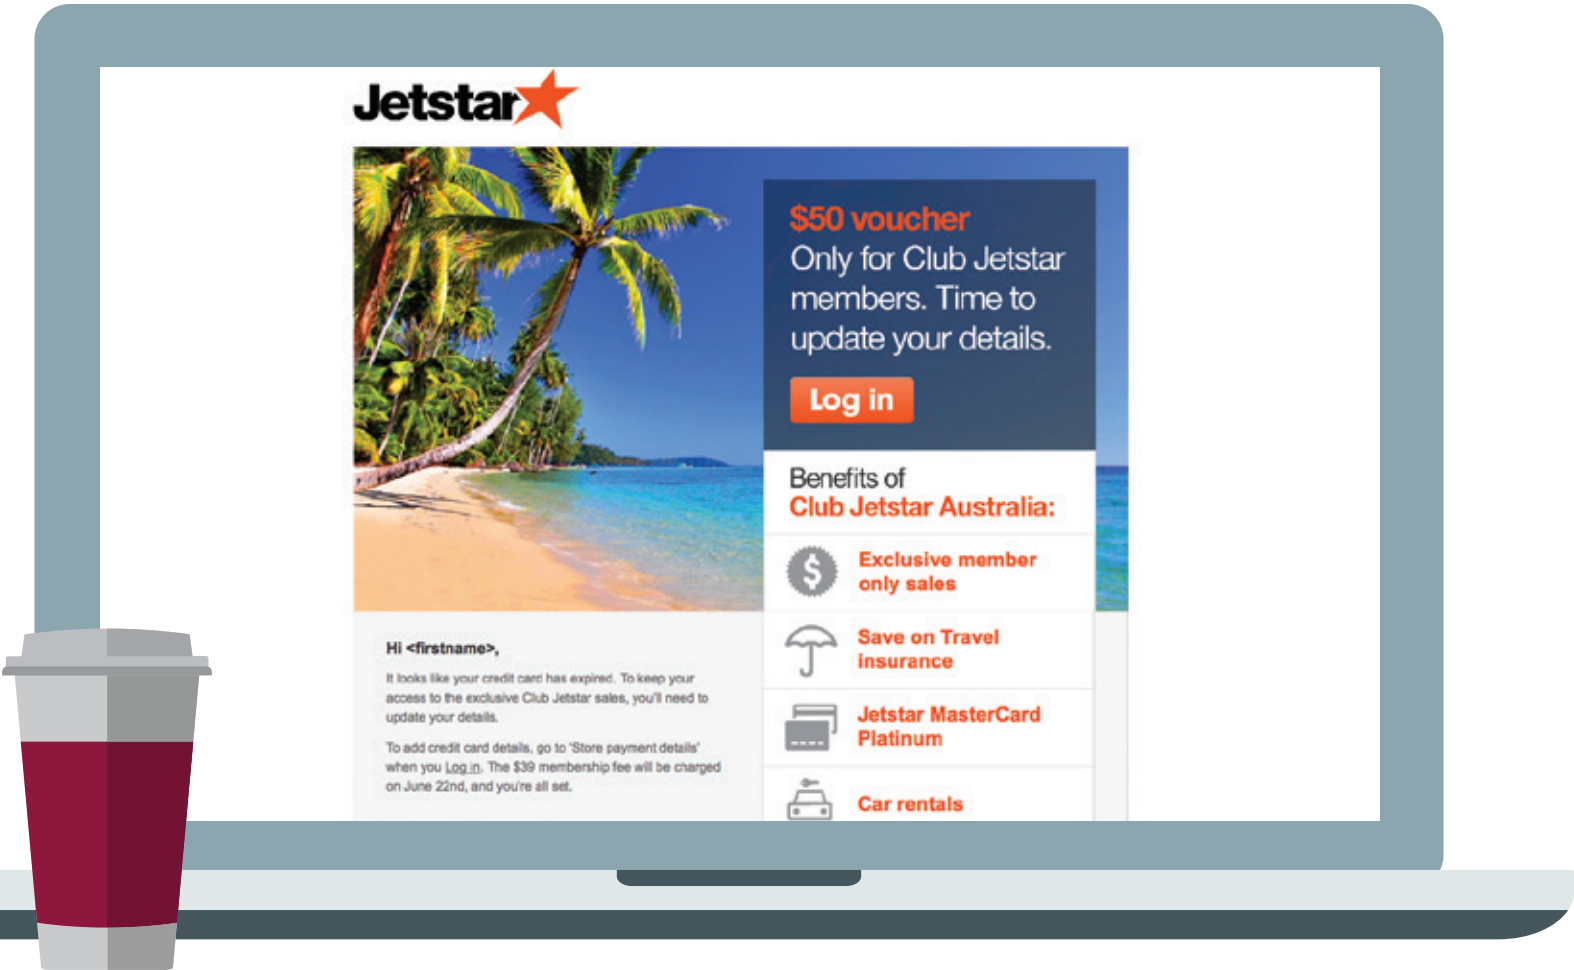 Jetstar
$50 voucher
Only for Club Jetstar
members. Time to
update your details.
Log in
Benefits of
Club Jetstar Australia:
Exclusive member
only sales
Save on Travel
insurance
Jetstar MasterCard
Platinum
Car rentals
Hi <firstname>,
It looks like your credit card has expired. To keep your
access to the exclusive Club Jetstar sales, you'll need to
update your details.
To add credit card details, go to 'Store payment details'
when you Log in. The $39 membership fee will be charged
on June 22nd, and you're all set.